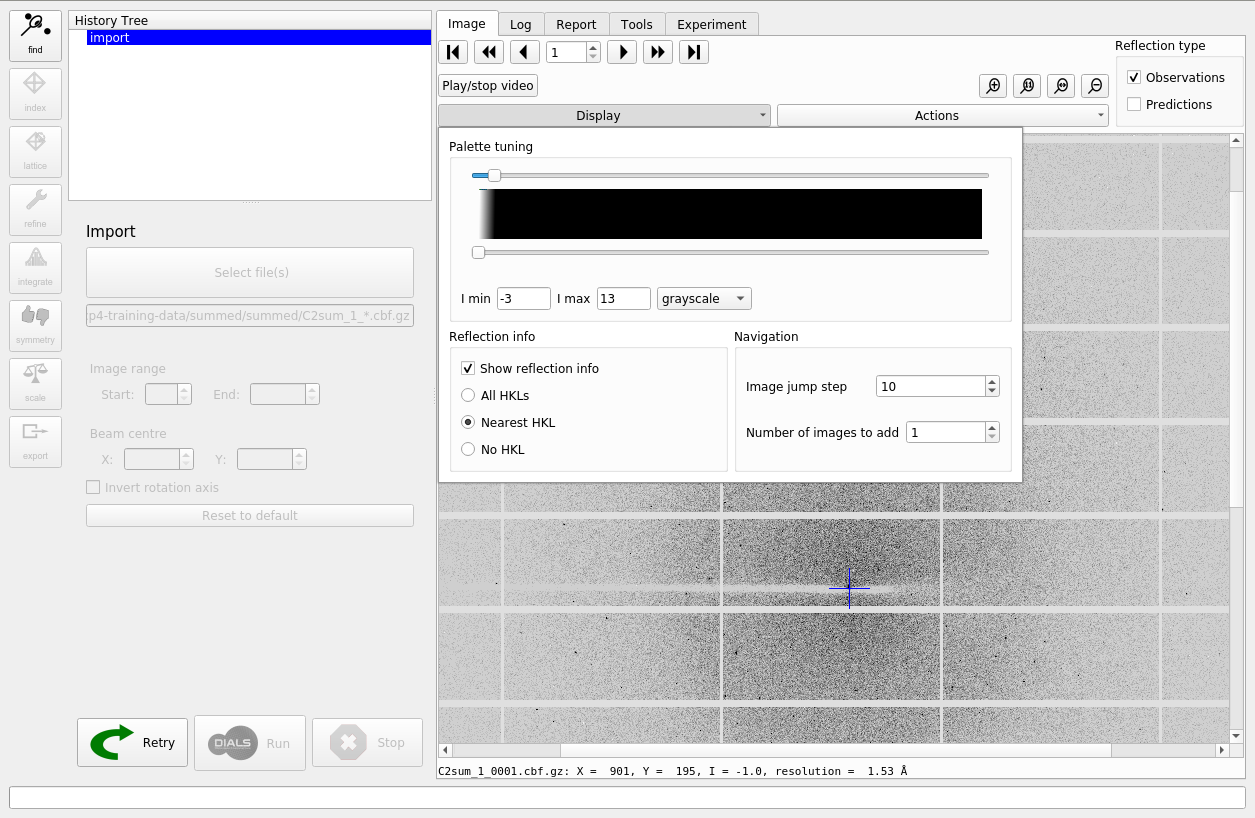 find
index
lattice
refine
integrate
symmetry
scale
export
History Tree
import
Import
Select file(s)
p4-training-data/summed/summed/C2sum_1_*.cbf.gz
Image range
Start:
End:
Beam centre
X:
Y:
Invert rotation axis
Reset to default
Retry
DIALS
Run
Stop
Image
Log
Report
Tools
Experiment
1
Play/stop video
Reflection type
Observations
Predictions
Display
Actions
Palette tuning
I min
-3
I max
13
grayscale
Reflection info
Show reflection info
All HKLs
Nearest HKL
No HKL
Navigation
Image jump step
10
Number of images to add
1
C2sum_1_0001.cbf.gz: X = 901, Y = 195, I = -1.0, resolution = 1.53 Å